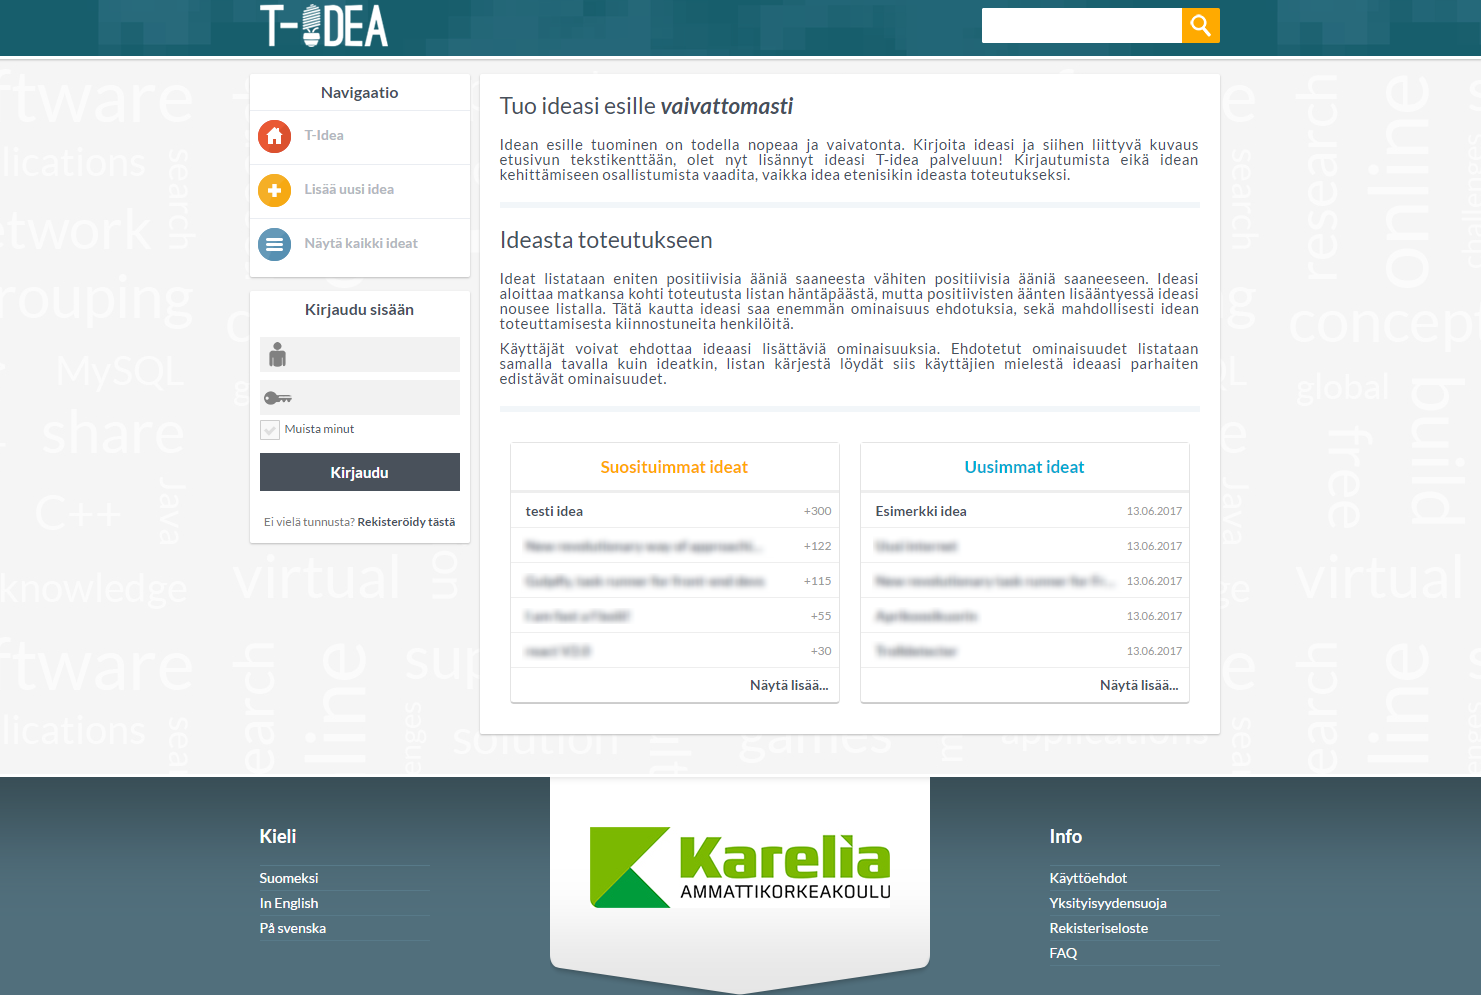 T-IDEA
Navigaatio
T-Idea
Lisää uusi idea
Näytä kaikki ideat
Kirjaudu sisään
Muista minut
Kirjaudu
Ei vielä tunnusta? Rekisteröidy tästä
Tuo ideasi esille vaivattomasti
Idean esille tuominen on todella nopeaa ja vaivatonta. Kirjoita ideasi ja siihen liittyvä kuvaus
etusivun tekstikenttään, olet nyt lisännyt ideasi T-idea palveluun! Kirjautumista eikä idean
kehittämiseen osallistumista vaadita, vaikka idea etenisikin ideasta toteutukseksi.
Ideasta toteutukseen
Ideat listataan eniten positiivisia ääniä saaneesta vähiten positiivisia ääniä saaneeseen. Ideasi
aloittaa matkansa kohti toteutusta listan häntäpäästä, mutta positiivisten äänten lisääntyessä ideasi
nousee listalla. Tätä kautta ideasi saa enemmän ominaisuus ehdotuksia, sekä mahdollisesti idean
toteuttamisesta kiinnostuneita henkilöitä.
Käyttäjät voivat ehdottaa ideaasi lisättäviä ominaisuuksia. Ehdotetut ominaisuudet listataan
samalla tavalla kuin ideatkin, listan kärjestä löydät siis käyttäjien mielestä ideaasi parhaiten
edistävät ominaisuudet.
Suosituimmat ideat
testi idea +300
+122
+115
+55
+30
Näytä lisää...
Uusimmat ideat
Esimerkki idea 13.06.2017
13.06.2017
13.06.2017
13.06.2017
13.06.2017
Näytä lisää...
Kieli
Suomeksi
In English
På svenska
Karelia
AMMATTIKORKEAKOULU
Info
Käyttöehdot
Yksityisyydensuoja
Rekisteriseloste
FAQ